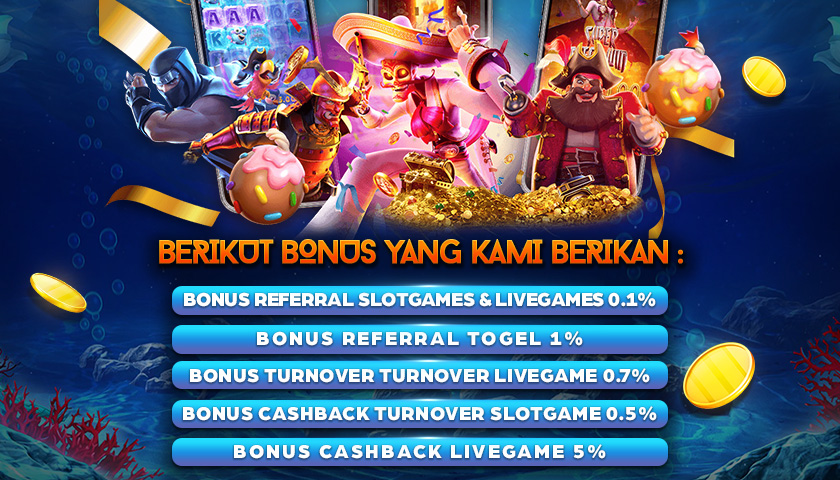 A A A
K
SUPER
BERIKUT BONUS YANG KAMI BERIKAN :
BONUS REFERRAL SLOTGAMES & LIVEGAMES 0.1%
BONUS REFERRAL TOGEL 1%
BONUS TURNOVER TURNOVER LIVEGAME 0.7%
BONUS CASHBACK TURNOVER SLOTGAME 0.5%
BONUS CASHBACK LIVEGAME 5%